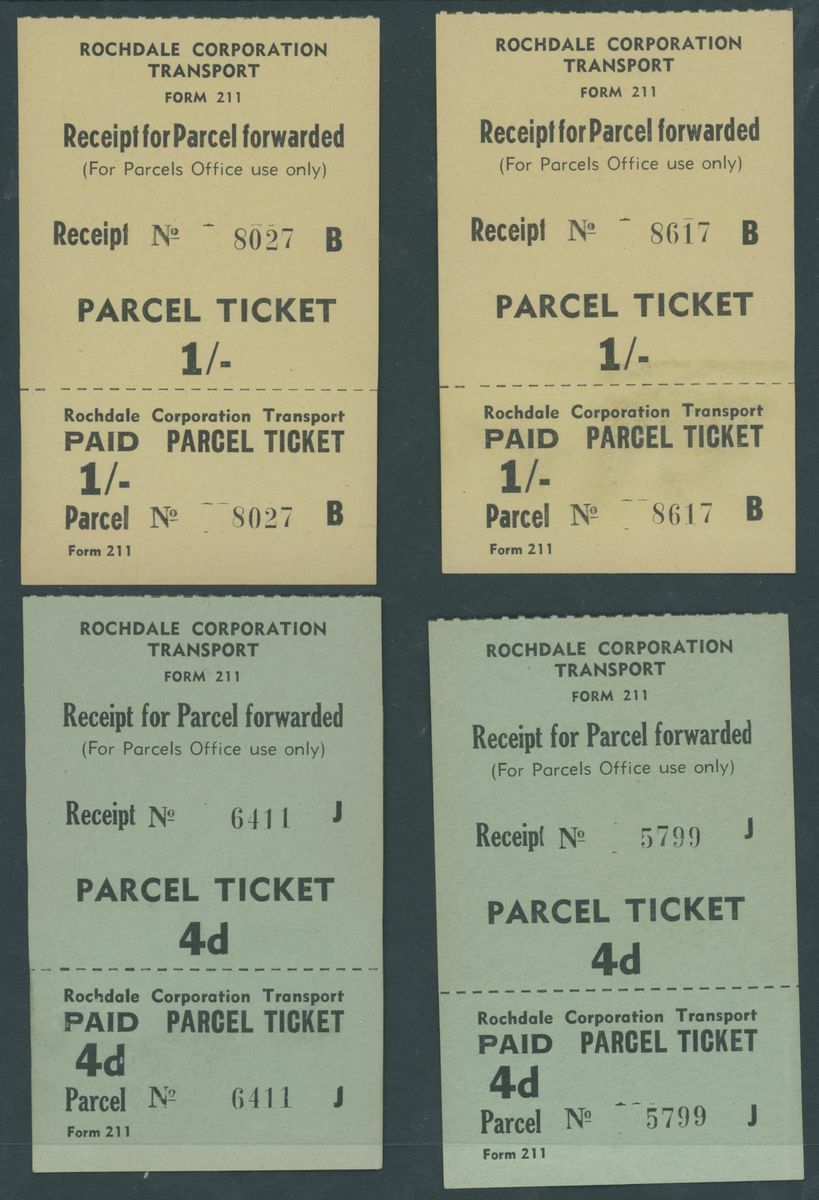 ROCHDALE CORPORATION
TRANSPORT
FORM 211
Receipt for Parcel forwarded
(For Parcels Office use only)
Receipt Nº 8027 B
PARCEL TICKET
1/-
Rochdale Corporation Transport
PAID PARCEL TICKET
1/-
Parcel Nº 8027 B
Form 211
ROCHDALE CORPORATION
TRANSPORT
FORM 211
Receipt for Parcel forwarded
(For Parcels Office use only)
Receipt Nº 8617 B
PARCEL TICKET
1/-
Rochdale Corporation Transport
PAID PARCEL TICKET
1/-
Parcel Nº 8617 B
Form 211
ROCHDALE CORPORATION
TRANSPORT
FORM 211
Receipt for Parcel forwarded
(For Parcels Office use only)
Receipt Nº 6411 J
PARCEL TICKET
4d
Rochdale Corporation Transport
PAID PARCEL TICKET
4d
Parcel Nº 6411 J
Form 211
ROCHDALE CORPORATION
TRANSPORT
FORM 211
Receipt for Parcel forwarded
(For Parcels Office use only)
Receipt Nº 5799 J
PARCEL TICKET
4d
Rochdale Corporation Transport
PAID PARCEL TICKET
4d
Parcel Nº 5799 J
Form 211